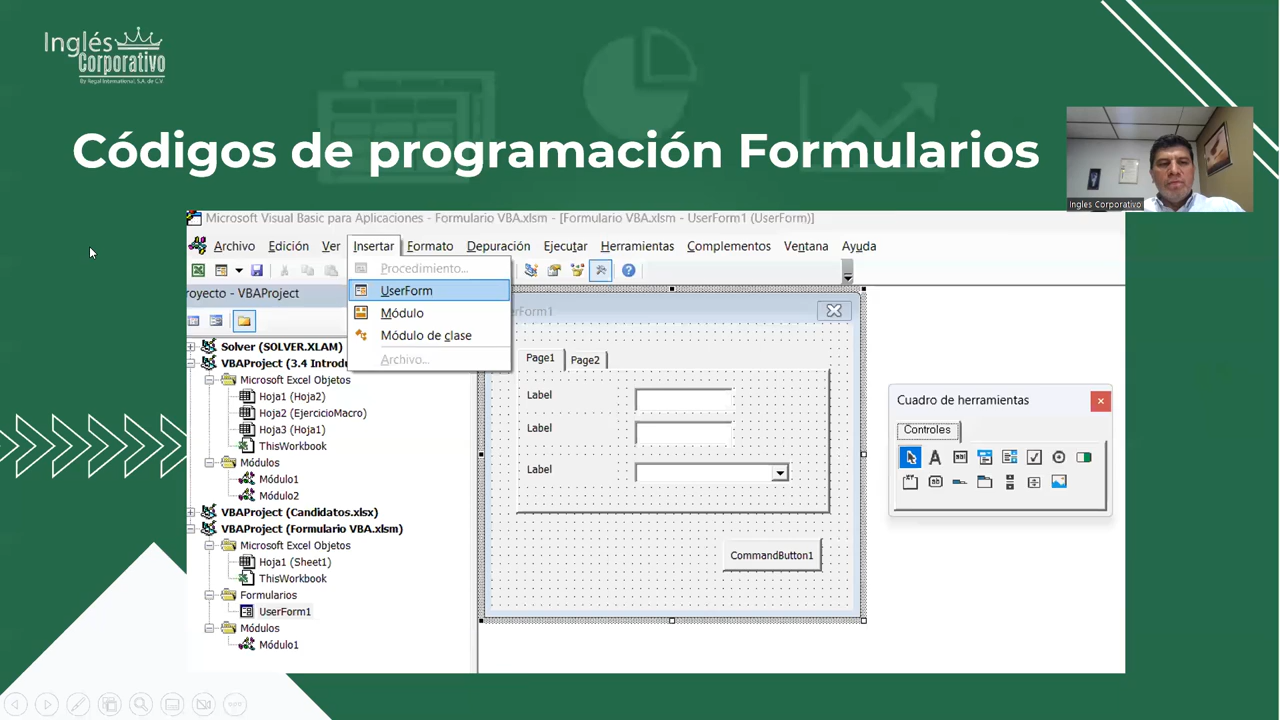 Inglés
Corporativo
By Regal International, S.A. de C.V.
Códigos de programación Formularios
Ingles Corporativo
Microsoft Visual Basic para Aplicaciones - Formulario VBA.xlsm - [Formulario VBA.xlsm - UserForm1 (UserForm)]
Archivo Edición Ver Insertar Formato Depuración Ejecutar Herramientas Complementos Ventana Ayuda
Procedimiento...
UserForm
Módulo
Módulo de clase
Archivo...
royecto - VBAProject
Solver (SOLVER.XLAM)
VBAProject (3.4 Introdu
Microsoft Excel Objetos
Hoja1 (Hoja2)
Hoja2 (EjercicioMacro)
Hoja3 (Hoja1)
ThisWorkbook
Módulos
Módulo1
Módulo2
VBAProject (Candidatos.xlsx)
VBAProject (Formulario VBA.xlsm)
Microsoft Excel Objetos
Hoja1 (Sheet1)
ThisWorkbook
Formularios
UserForm1
Módulos
Módulo1
erForm1
Page1 Page2
Label
Label
Label
CommandButton1
Cuadro de herramientas
Controles